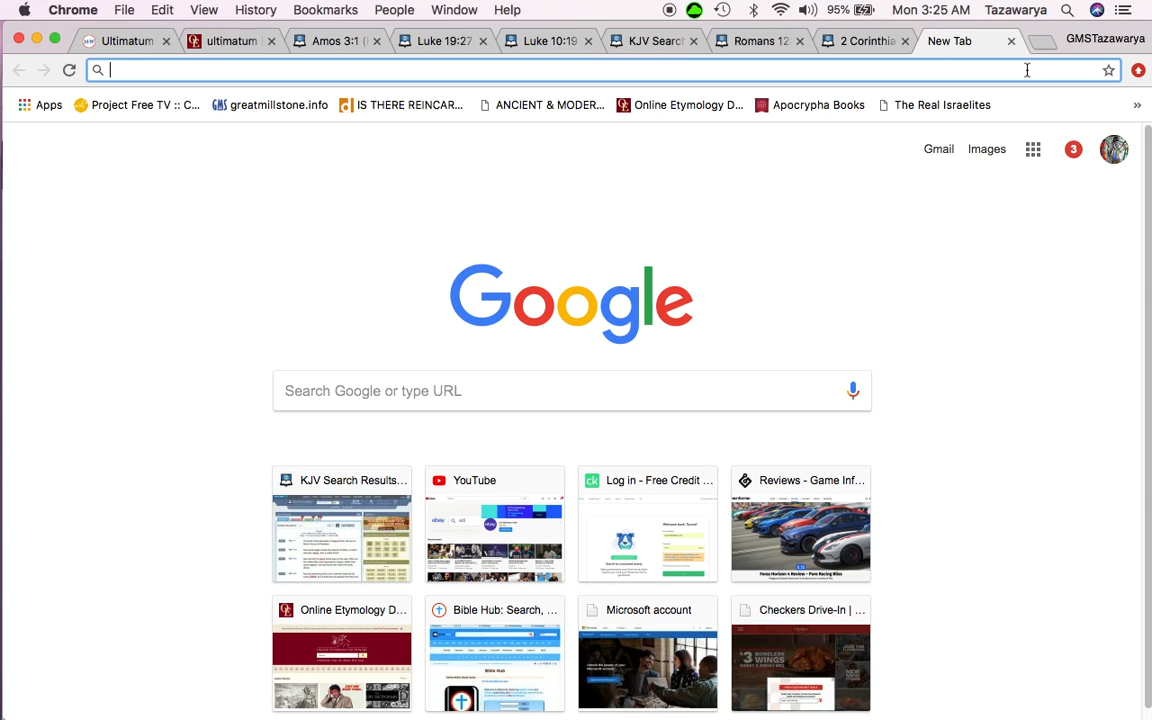 Chrome File Edit View History Bookmarks People Window Help 95% Mon 3:25 AM Tazawarya
Ultimatum ultimatum Amos 3:1 ( Luke 19:27 Luke 10:19 KJV Searc Romans 12: 2 Corinthia New Tab GMSTazawarya
Apps Project Free TV :: C... GMS greatmillstone.info IS THERE REINCAR... ANCIENT & MODER... Online Etymology D... Apocrypha Books The Real Israelites »
Gmail Images 3
Google
Search Google or type URL
KJV Search Results... YouTube Log in - Free Credit ... Reviews - Game Inf...
Online Etymology D... Bible Hub: Search, ... Microsoft account Checkers Drive-In | ...